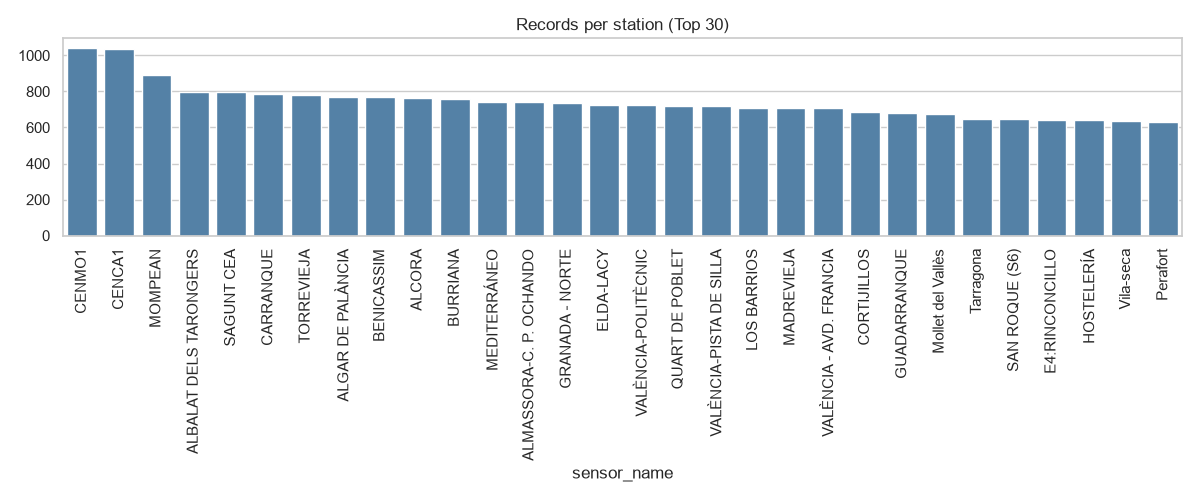 Records per station (Top 30)
1000
800
600
400
200
0
CENMO1
CENCA1
MOMPEAN
ALBALAT DELS TARONGERS
SAGUNT CEA
CARRANQUE
TORREVIEJA
ALGAR DE PALÀNCIA
BENICASSIM
ALCORA
BURRIANA
MEDITERRÁNEO
ALMASSORA-C. P. OCHANDO
GRANADA - NORTE
ELDA-LACY
VALÈNCIA-POLITÈCNIC
QUART DE POBLET
VALÈNCIA-PISTA DE SILLA
LOS BARRIOS
MADREVIEJA
VALÈNCIA - AVD. FRANCIA
CORTIJILLOS
GUADARRANQUE
Mollet del Vallès
Tarragona
SAN ROQUE (S6)
E4:RINCONCILLO
HOSTELERÍA
Vila-seca
Perafort
sensor_name